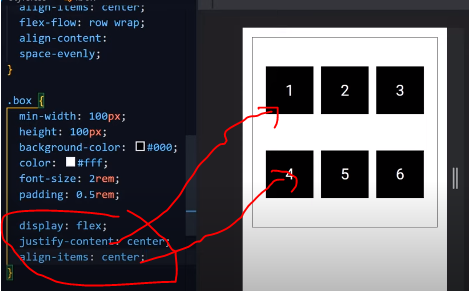 align-items: center;
flex-flow: row wrap;
align-content:
space-evenly;
}
.box {
min-width: 100px;
height: 100px;
background-color: #000;
color: #fff;
font-size: 2rem;
padding: 0.5rem;
display: flex;
justify-content: center;
align-items: center;
}
1 2 3
4 5 6